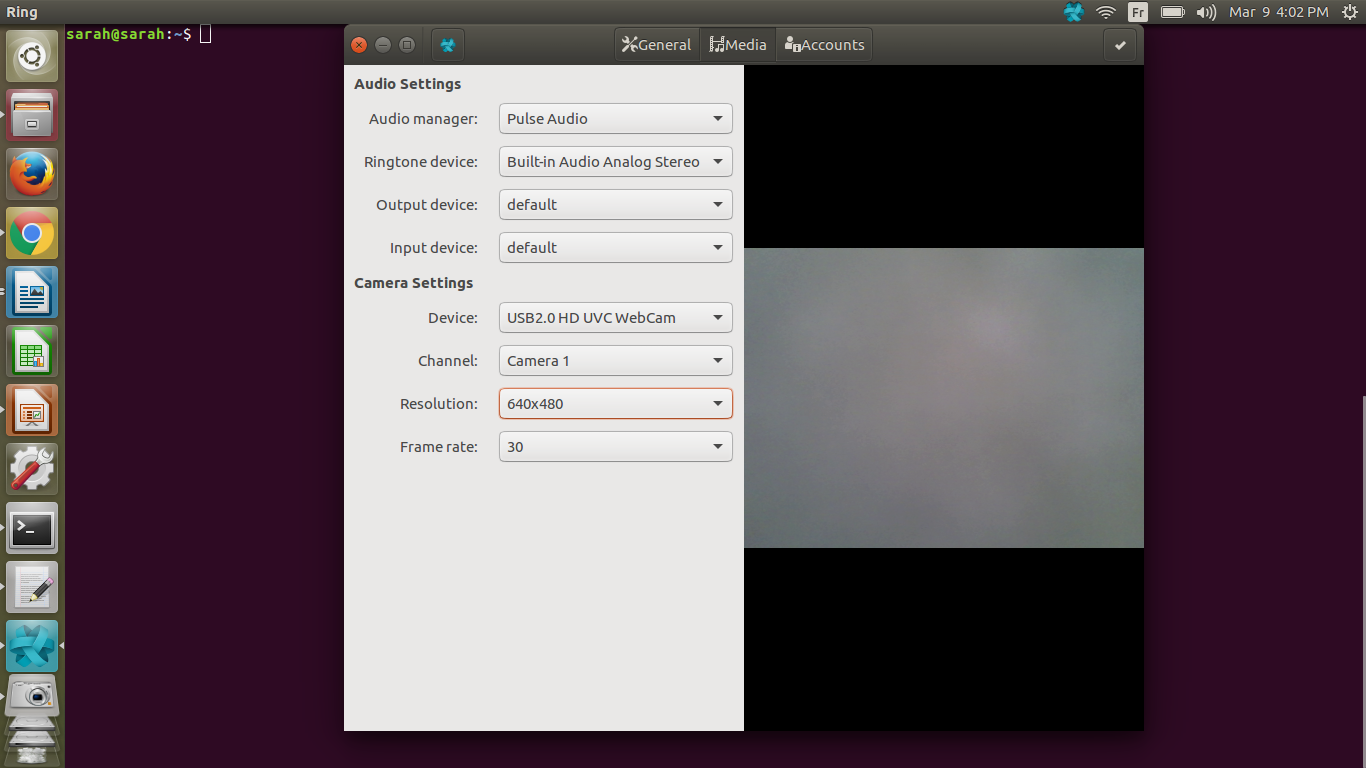 Ring
Fr
Mar 9 4:02 PM
sarah@sarah:~$
General
Media
Accounts
Audio Settings
Audio manager: Pulse Audio
Ringtone device: Built-in Audio Analog Stereo
Output device: default
Input device: default
Camera Settings
Device: USB2.0 HD UVC WebCam
Channel: Camera 1
Resolution: 640x480
Frame rate: 30